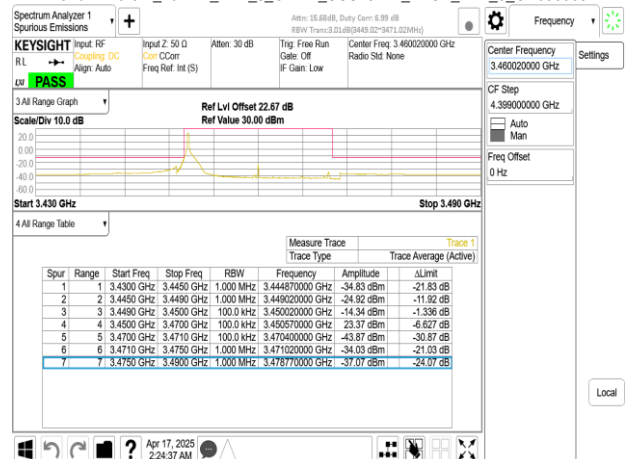 Spectrum Analyzer 1
Spurious Emissions
Attn: 15.68dB, Duty Corr: 6.99 dB
RBW Trans:3.01dB(3449.02~3471.02MHz)
Frequency
KEYSIGHT
RL
Input: RF
Coupling: DC
Align: Auto
Input Z: 50 Ω
Corr CCorr
Freq Ref: Int (S)
Atten: 30 dB
Trig: Free Run
Gate: Off
IF Gain: Low
Center Freq: 3.460020000 GHz
Radio Std: None
LXI PASS
Center Frequency
3.460020000 GHz
Settings
CF Step
4.399000000 GHz
Auto
Man
Freq Offset
0 Hz
3 All Range Graph
Scale/Div 10.0 dB
Ref Lvl Offset 22.67 dB
Ref Value 30.00 dBm
20.0
0.00
-20.0
-40.0
-60.0
Start 3.430 GHz
Stop 3.490 GHz
4 All Range Table
Measure Trace Trace 1
Trace Type Trace Average (Active)
Spur Range Start Freq Stop Freq RBW Frequency Amplitude ΔLimit
1 1 3.4300 GHz 3.4450 GHz 1.000 MHz 3.444870000 GHz -34.83 dBm -21.83 dB
2 2 3.4450 GHz 3.4490 GHz 1.000 MHz 3.449020000 GHz -24.92 dBm -11.92 dB
3 3 3.4490 GHz 3.4500 GHz 100.0 kHz 3.450020000 GHz -14.34 dBm -1.336 dB
4 4 3.4500 GHz 3.4700 GHz 100.0 kHz 3.450570000 GHz 23.37 dBm -6.627 dB
5 5 3.4700 GHz 3.4710 GHz 100.0 kHz 3.470400000 GHz -43.87 dBm -30.87 dB
6 6 3.4710 GHz 3.4750 GHz 1.000 MHz 3.471020000 GHz -34.03 dBm -21.03 dB
7 7 3.4750 GHz 3.4900 GHz 1.000 MHz 3.478770000 GHz -37.07 dBm -24.07 dB
Local
?
Apr 17, 2025
2:24:37 AM